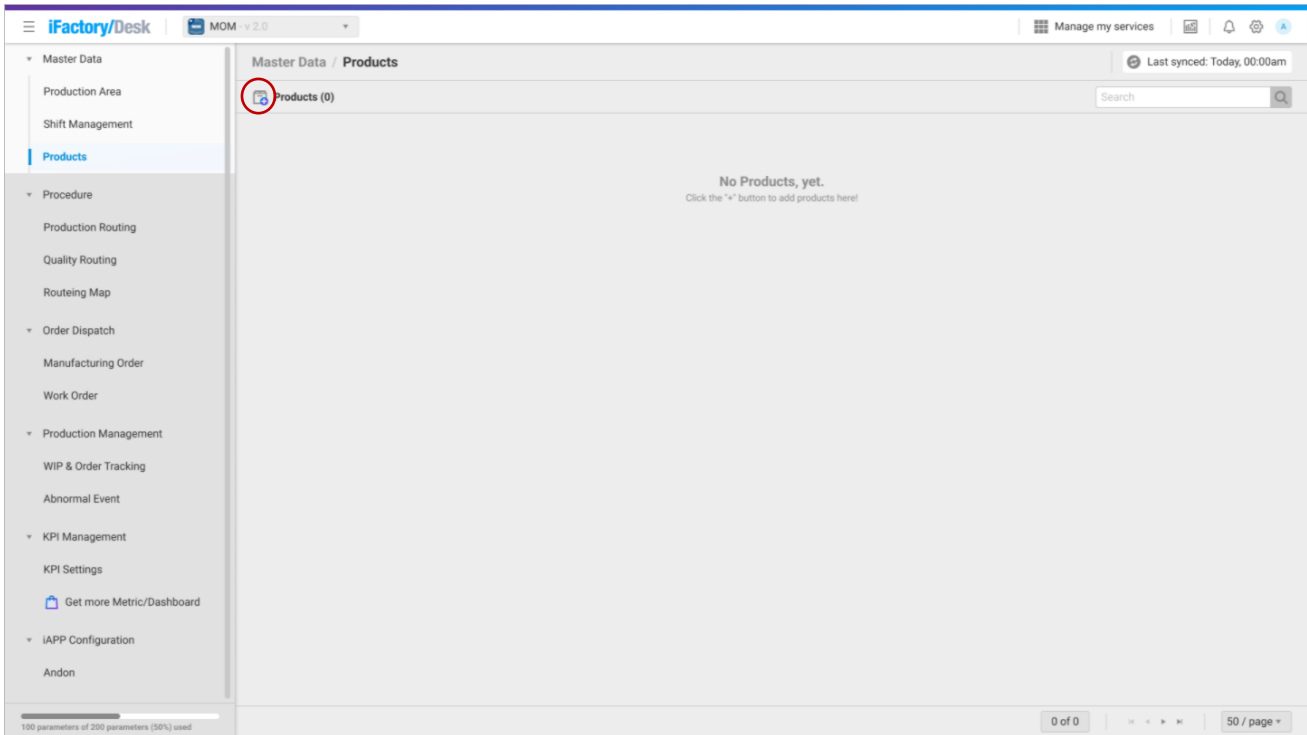 iFactory/Desk
MOM - v 2.0
Manage my services
A
Master Data
Production Area
Shift Management
Products
Procedure
Production Routing
Quality Routing
Routeing Map
Order Dispatch
Manufacturing Order
Work Order
Production Management
WIP & Order Tracking
Abnormal Event
KPI Management
KPI Settings
Get more Metric/Dashboard
iAPP Configuration
Andon
100 parameters of 200 parameters (50%) used
Master Data / Products
Last synced: Today, 00:00am
Products (0)
Search
No Products, yet.
Click the "+" button to add products here!
0 of 0
50 / page